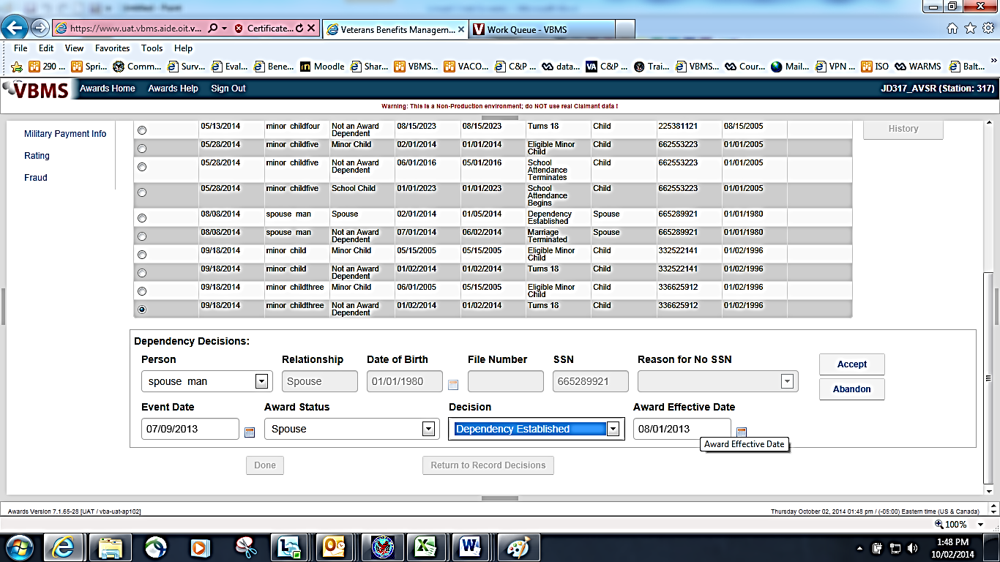 Untitled - Paint
https://www.uat.vbms.aide.oit.v... Certificate... Veterans Benefits Managem... Work Queue - VBMS
File Edit View Favorites Tools Help
290 ... Spri... Comm... Surv... Eval... Bene... Moodle Shar... VBMS... VACO... C&P ... data... C&P ... Trai... VBMS... Cour... Mail... VPN ... ISO WARMS Balt...
VBMS Awards Home Awards Help Sign Out JD317_AVSR (Station: 317)
Warning: This is a Non-Production environment; do NOT use real Claimant data !
Military Payment Info
Rating
Fraud
History
05/13/2014 minor childfour Not an Award Dependent 08/15/2023 08/15/2023 Turns 18 Child 225381121 08/15/2005
05/28/2014 minor childfive Minor Child 02/01/2014 01/01/2014 Eligible Minor Child Child 662553223 01/01/2005
05/28/2014 minor childfive Not an Award Dependent 06/01/2016 05/01/2016 School Attendance Terminates Child 662553223 01/01/2005
05/28/2014 minor childfive School Child 01/01/2023 01/01/2023 School Attendance Begins Child 662553223 01/01/2005
08/08/2014 spouse man Spouse 02/01/2014 01/05/2014 Dependency Established Spouse 665289921 01/01/1980
08/08/2014 spouse man Not an Award Dependent 07/01/2014 06/02/2014 Marriage Terminated Spouse 665289921 01/01/1980
09/18/2014 minor child Minor Child 05/15/2005 05/15/2005 Eligible Minor Child Child 332522141 01/02/1996
09/18/2014 minor child Not an Award Dependent 01/02/2014 01/02/2014 Turns 18 Child 332522141 01/02/1996
09/18/2014 minor childthree Minor Child 06/01/2005 05/15/2005 Eligible Minor Child Child 336625912 01/02/1996
09/18/2014 minor childthree Not an Award Dependent 01/02/2014 01/02/2014 Turns 18 Child 336625912 01/02/1996
Dependency Decisions:
Person Relationship Date of Birth File Number SSN Reason for No SSN
spouse man Spouse 01/01/1980 665289921
Accept
Abandon
Event Date Award Status Decision Award Effective Date
07/09/2013 Spouse Dependency Established 08/01/2013
Award Effective Date
Done Return to Record Decisions
Awards Version 7.1.65-28 [UAT / vba-uat-ap102] Thursday October 02, 2014 01:48 pm / (-05:00) Eastern time (US & Canada)
100%
1:48 PM
10/02/2014